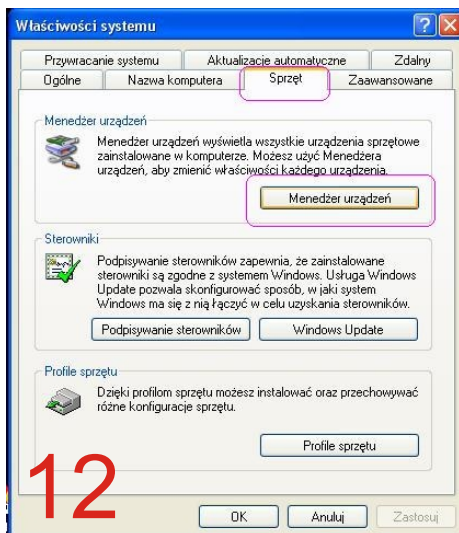 Właściwości systemu
Przywracanie systemu Aktualizacje automatyczne Zdalny
Ogólne Nazwa komputera Sprzęt Zaawansowane
Menedżer urządzeń
Menedżer urządzeń wyświetla wszystkie urządzenia sprzętowe
zainstalowane w komputerze. Możesz użyć Menedżera
urządzeń, aby zmienić właściwości każdego urządzenia.
Menedżer urządzeń
Sterowniki
Podpisywanie sterowników zapewnia, że zainstalowane
sterowniki są zgodne z systemem Windows. Usługa Windows
Update pozwala skonfigurować sposób, w jaki system
Windows ma się z nią łączyć w celu uzyskania sterowników.
Podpisywanie sterowników Windows Update
Profile sprzętu
Dzięki profilom sprzętu możesz instalować oraz przechowywać
różne konfiguracje sprzętu.
Profile sprzętu
12
OK Anuluj Zastosuj